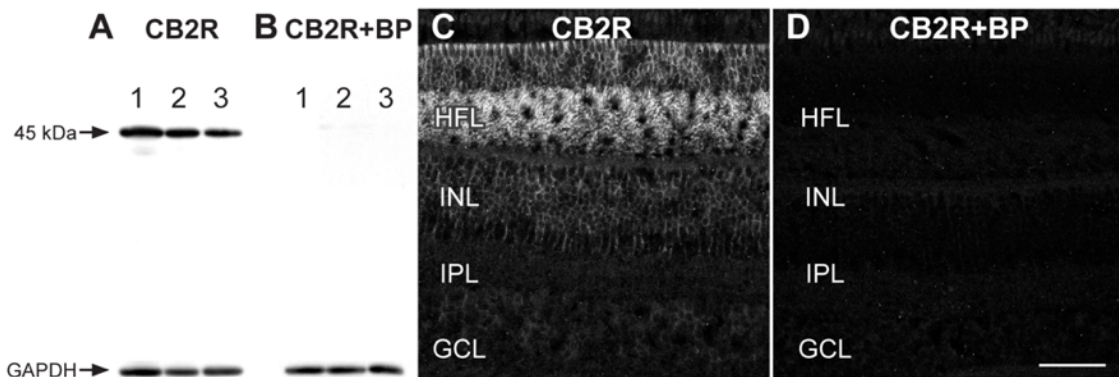 A CB2R
1 2 3
45 kDa
GAPDH
B CB2R+BP
1 2 3
C CB2R
HFL
INL
IPL
GCL
D CB2R+BP
HFL
INL
IPL
GCL